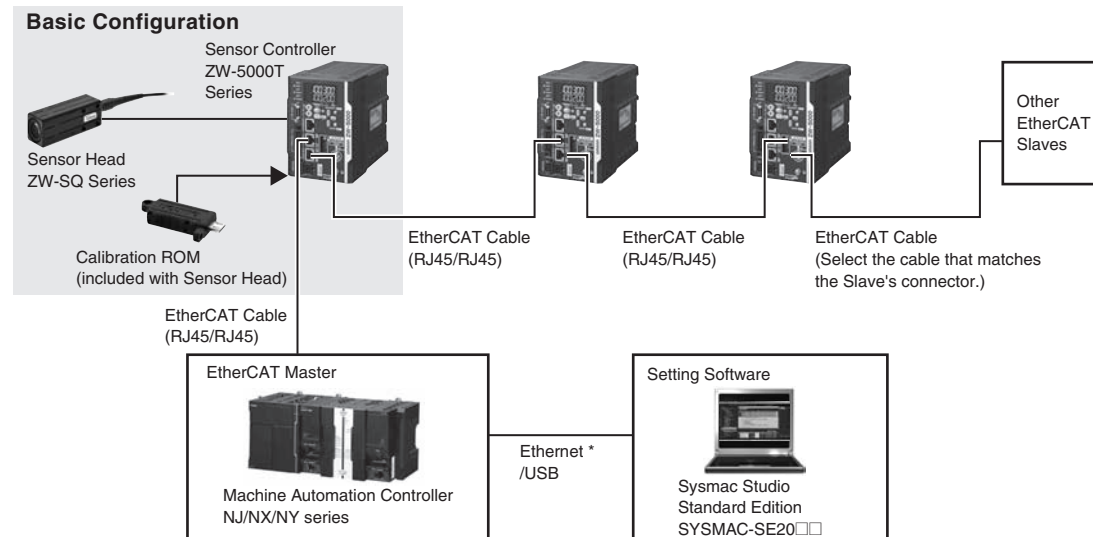 Basic Configuration
Sensor Controller
ZW-5000T
Series
Sensor Head
ZW-SQ Series
Calibration ROM
(included with Sensor Head)
Other
EtherCAT
Slaves
EtherCAT Cable
(RJ45/RJ45)
EtherCAT Cable
(RJ45/RJ45)
EtherCAT Cable
(Select the cable that matches
the Slave's connector.)
EtherCAT Cable
(RJ45/RJ45)
EtherCAT Master
Machine Automation Controller
NJ/NX/NY series
Ethernet *
/USB
Setting Software
Sysmac Studio
Standard Edition
SYSMAC-SE20□□